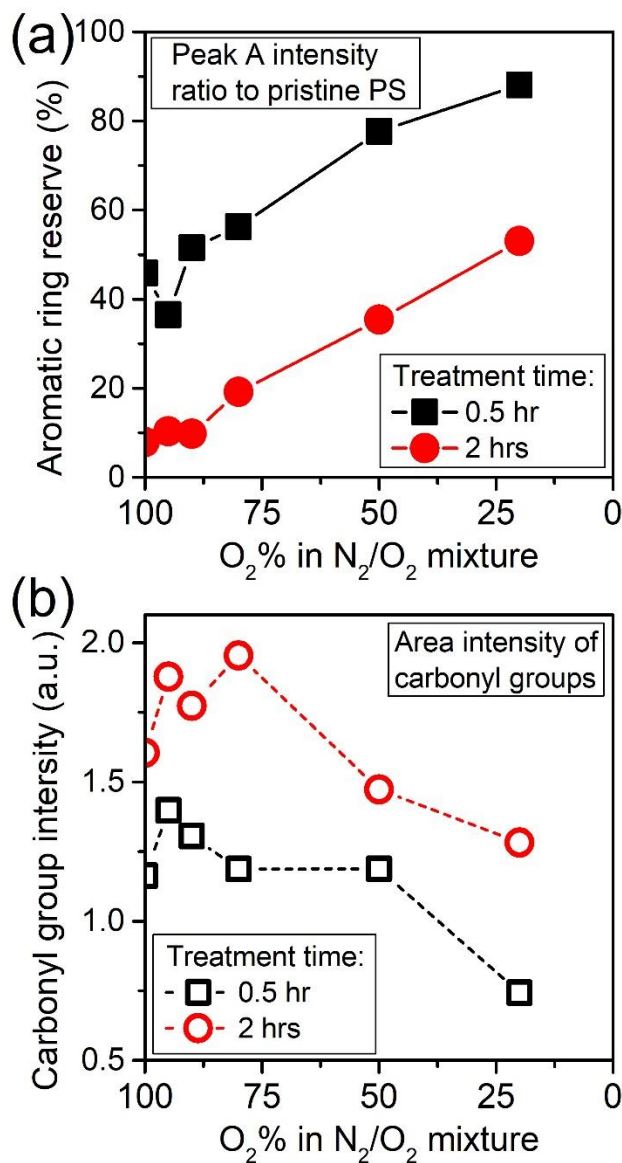 (a)
Peak A intensity
ratio to pristine PS
Aromatic ring reserve (%)
100
80
60
40
20
0
Treatment time:
0.5 hr
2 hrs
100
75
50
25
0
O₂% in N₂/O₂ mixture
(b)
Area intensity of
carbonyl groups
Carbonyl group intersity (a.u.)
2.0
1.5
1.0
0.5
Treatment time:
0.5 hr
2 hrs
100
75
50
25
0
O₂% in N₂/O₂ mixture